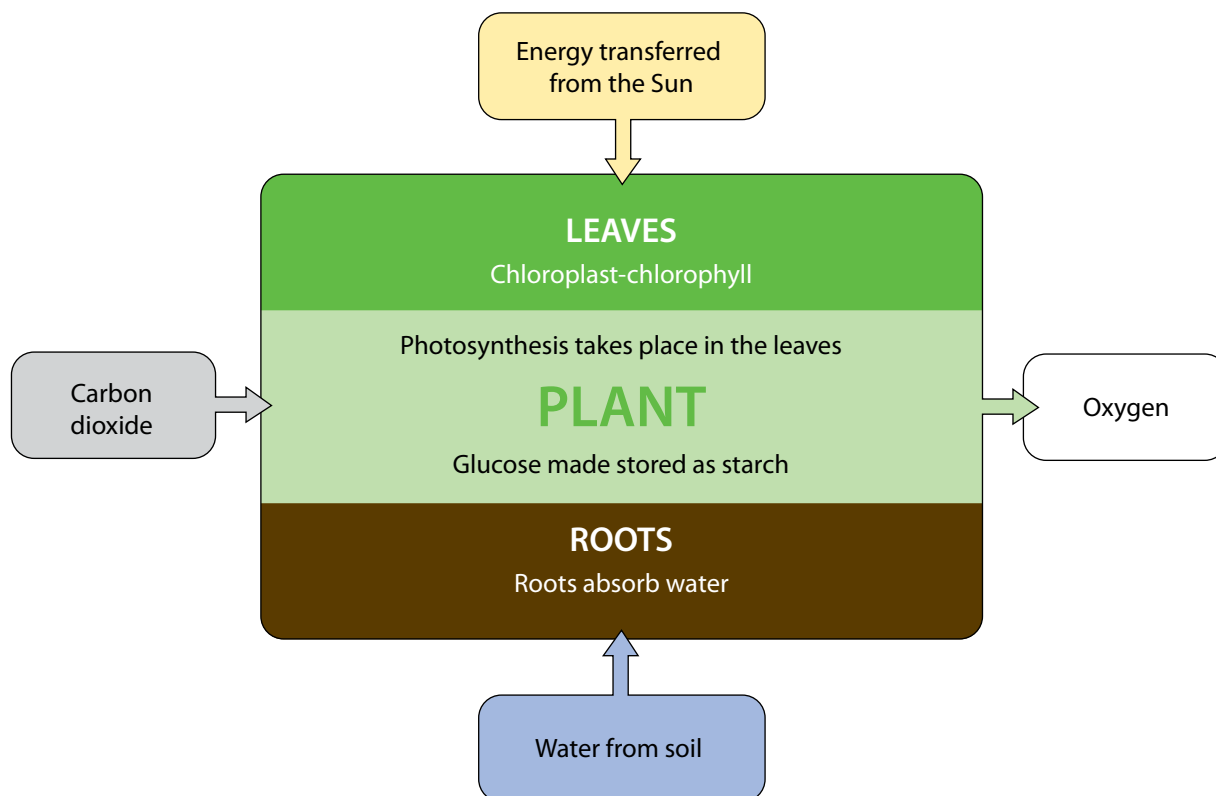 Energy transferred
from the Sun
LEAVES
Chloroplast-chlorophyll
Photosynthesis takes place in the leaves
Carbon
dioxide
PLANT
Oxygen
Glucose made stored as starch
ROOTS
Roots absorb water
Water from soil